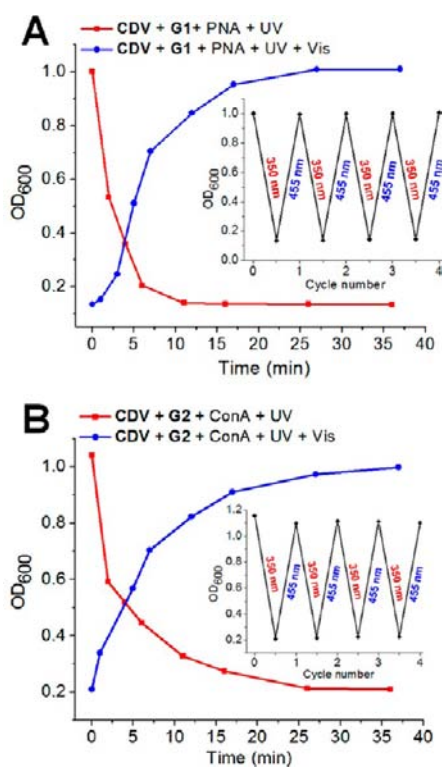 A
CDV + G1+ PNA + UV
CDV + G1 + PNA + UV + Vis
OD600
1.0
0.8
0.6
0.4
0.2
0 5 10 15 20 25 30 35 40
Time (min)
OD600
1.0
0.8
0.6
0.4
0.2
0.0
350 nm 455 nm 350 nm 455 nm 350 nm 455 nm 350 nm 455 nm
0 1 2 3 4
Cycle number
B
CDV + G2 + ConA + UV
CDV + G2 + ConA + UV + Vis
OD600
1.0
0.8
0.6
0.4
0.2
0 5 10 15 20 25 30 35 40
Time (min)
OD600
1.2
1.0
0.8
0.6
0.4
0.2
350 nm 455 nm 350 nm 455 nm 350 nm 455 nm 350 nm 455 nm
0 1 2 3 4
Cycle number